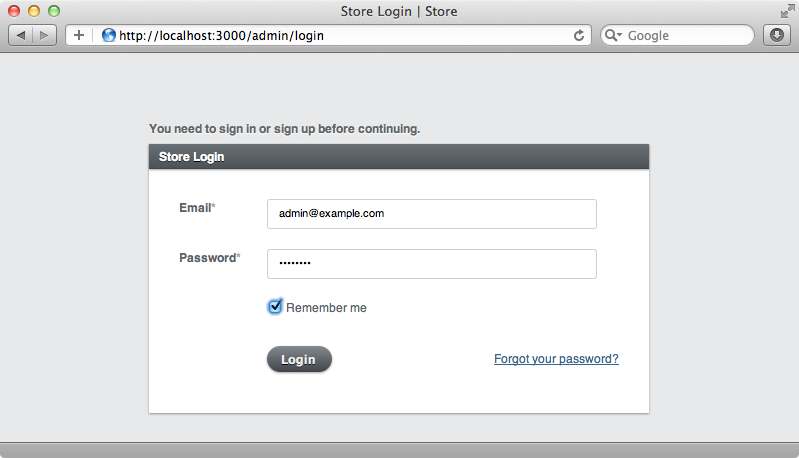 Store Login | Store
http://localhost:3000/admin/login
Google
You need to sign in or sign up before continuing.
Store Login
Email*
admin@example.com
Password*
••••••••
Remember me
Login
Forgot your password?